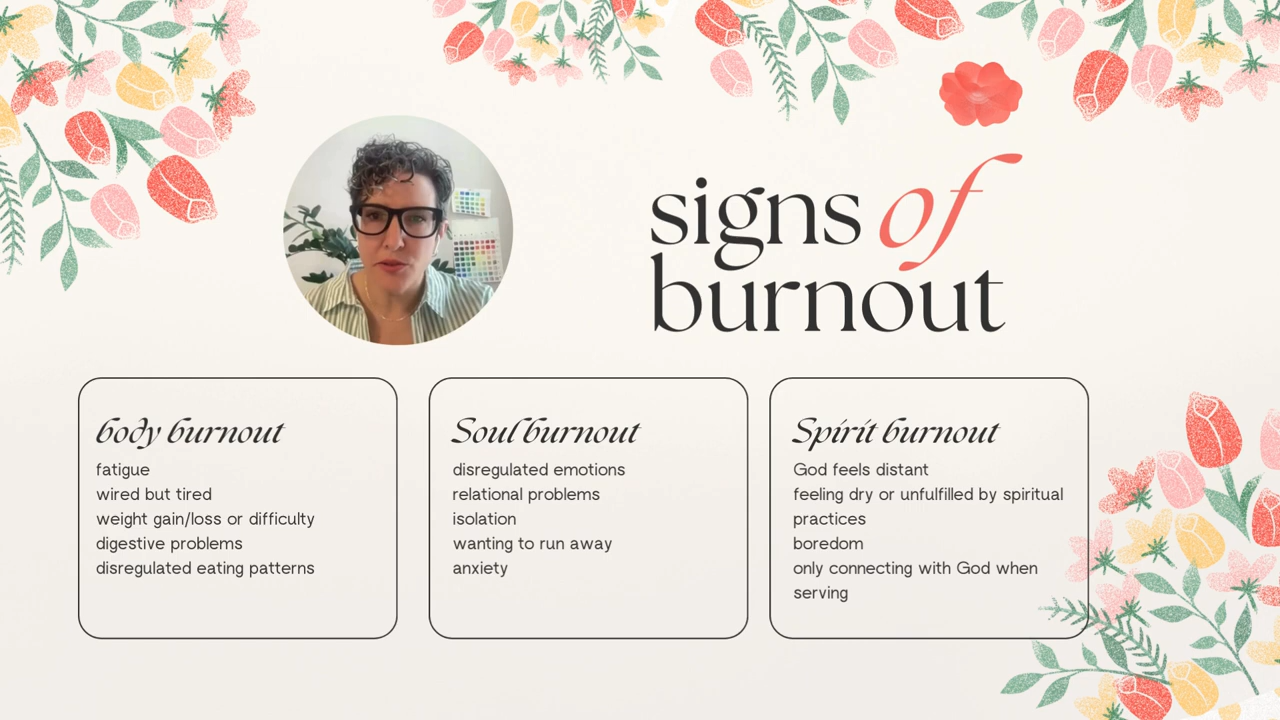 signs of
burnout
body burnout
fatigue
wired but tired
weight gain/loss or difficulty
digestive problems
disregulated eating patterns
Soul burnout
disregulated emotions
relational problems
isolation
wanting to run away
anxiety
Spirit burnout
God feels distant
feeling dry or unfulfilled by spiritual
practices
boredom
only connecting with God when
serving